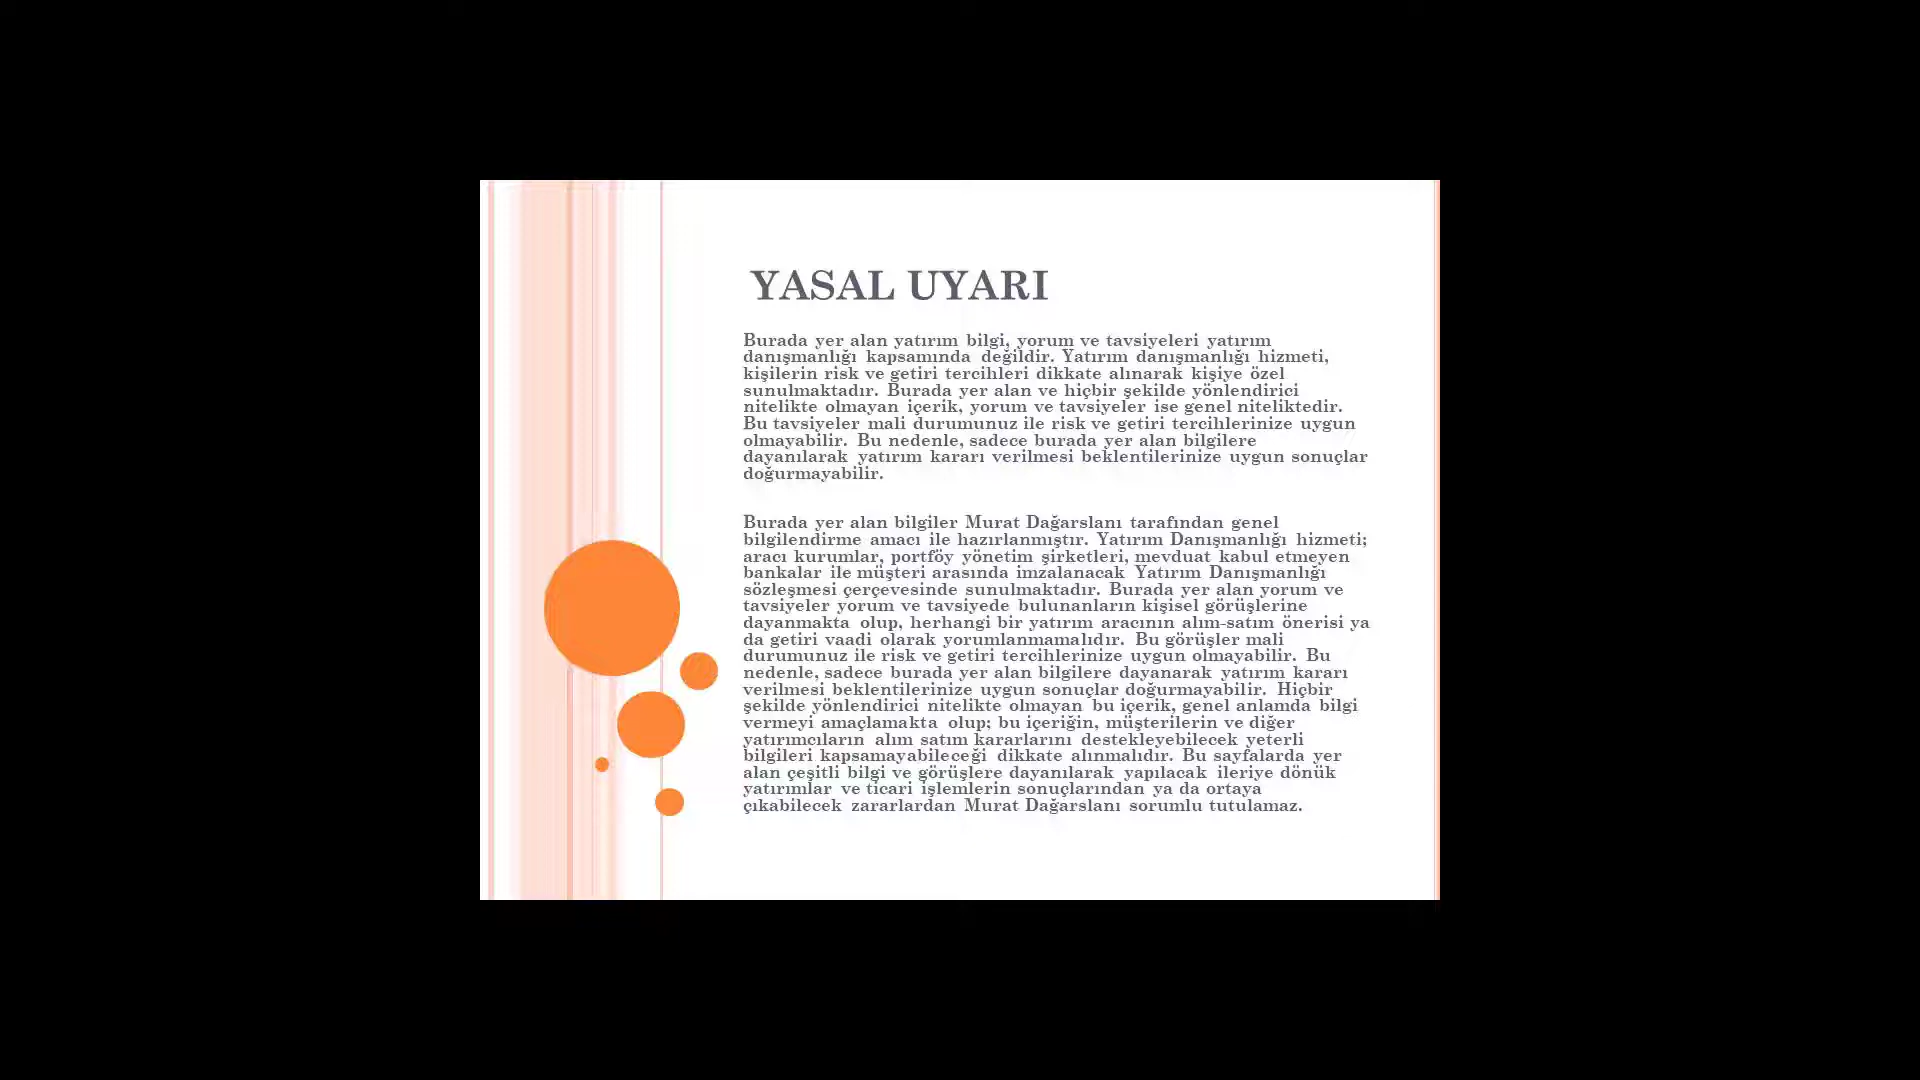 YASAL UYARI
Burada yer alan yatırım bilgi, yorum ve tavsiyeleri yatırım
danışmanlığı kapsamında değildir. Yatırım danışmanlığı hizmeti,
kişilerin risk ve getiri tercihleri dikkate alınarak kişiye özel
sunulmaktadır. Burada yer alan ve hiçbir şekilde yönlendirici
nitelikte olmayan içerik, yorum ve tavsiyeler ise genel niteliktedir.
Bu tavsiyeler mali durumunuz ile risk ve getiri tercihlerinize uygun
olmayabilir. Bu nedenle, sadece burada yer alan bilgilere
dayanılarak yatırım kararı verilmesi beklentilerinize uygun sonuçlar
doğurmayabilir.
Burada yer alan bilgiler Murat Dağarslanı tarafından genel
bilgilendirme amacı ile hazırlanmıştır. Yatırım Danışmanlığı hizmeti;
aracı kurumlar, portföy yönetim şirketleri, mevduat kabul etmeyen
bankalar ile müşteri arasında imzalanacak Yatırım Danışmanlığı
sözleşmesi çerçevesinde sunulmaktadır. Burada yer alan yorum ve
tavsiyeler yorum ve tavsiyede bulunanların kişisel görüşlerine
dayanmakta olup, herhangi bir yatırım aracının alım-satım önerisi ya
da getiri vaadi olarak yorumlanmamalıdır. Bu görüşler mali
durumunuz ile risk ve getiri tercihlerinize uygun olmayabilir. Bu
nedenle, sadece burada yer alan bilgilere dayanarak yatırım kararı
verilmesi beklentilerinize uygun sonuçlar doğurmayabilir. Hiçbir
şekilde yönlendirici nitelikte olmayan bu içerik, genel anlamda bilgi
vermeyi amaçlamakta olup; bu içeriğin, müşterilerin ve diğer
yatırımcıların alım satım kararlarını destekleyebilecek yeterli
bilgileri kapsamayabileceği dikkate alınmalıdır. Bu sayfalarda yer
alan çeşitli bilgi ve görüşlere dayanılarak yapılacak ileriye dönük
yatırımlar ve ticari işlemlerin sonuçlarından ya da ortaya
çıkabilecek zararlardan Murat Dağarslanı sorumlu tutulamaz.